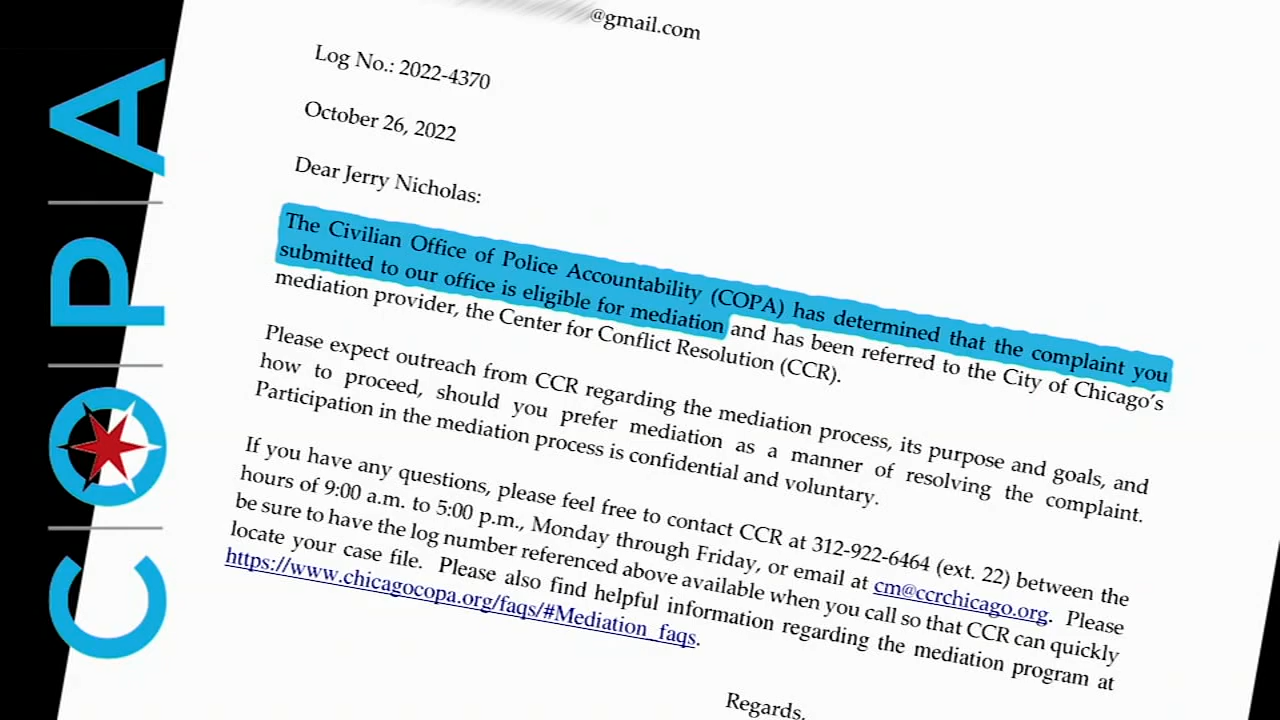 COPA
@gmail.com
Log No.: 2022-4370
October 26, 2022
Dear Jerry Nicholas:
The Civilian Office of Police Accountability (COPA) has determined that the complaint you
submitted to our office is eligible for mediation and has been referred to the City of Chicago's
mediation provider, the Center for Conflict Resolution (CCR).
Please expect outreach from CCR regarding the mediation process, its purpose and goals, and
how to proceed, should you prefer mediation as a manner of resolving the complaint.
Participation in the mediation process is confidential and voluntary.
If you have any questions, please feel free to contact CCR at 312-922-6464 (ext. 22) between the
hours of 9:00 a.m. to 5:00 p.m., Monday through Friday, or email at cm@ccrchicago.org. Please
be sure to have the log number referenced above available when you call so that CCR can quickly
locate your case file. Please also find helpful information regarding the mediation program at
https://www.chicagocopa.org/faqs/#Mediation_faqs.
Regards,